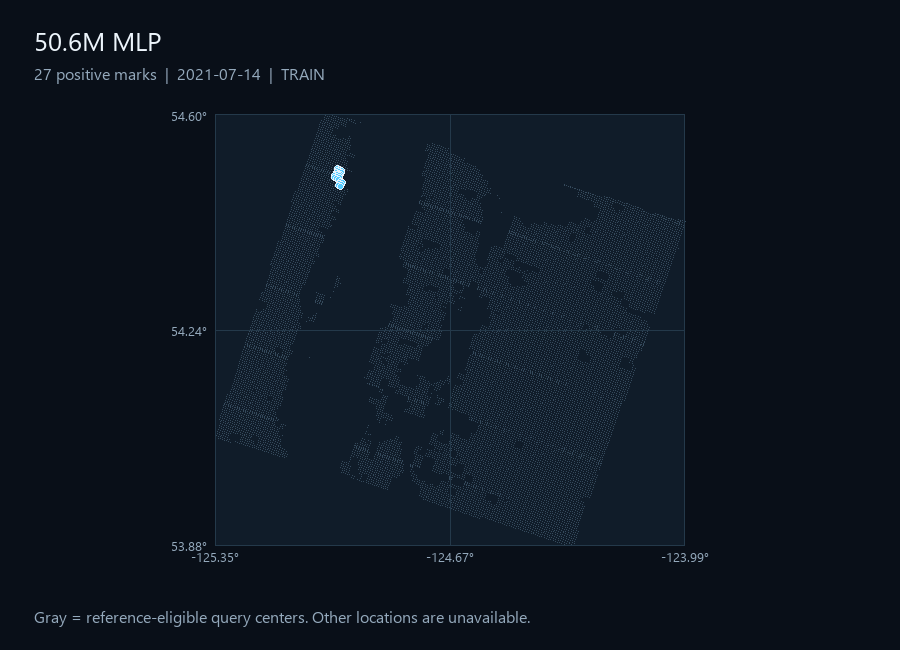 50.6M MLP
27 positive marks | 2021-07-14 | TRAIN
54.60°
54.24°
53.88°
-125.35°
-124.67°
-123.99°
Gray = reference-eligible query centers. Other locations are unavailable.